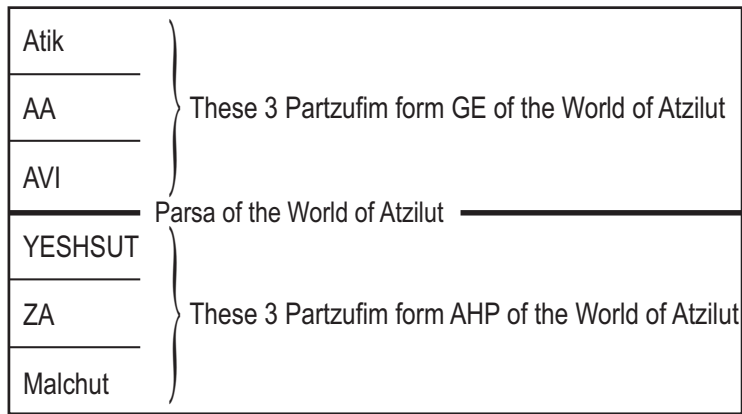 Atik
AA
These 3 Partzufim form GE of the World of Atzilut
AVI
Parsa of the World of Atzilut
YESHSUT
ZA
These 3 Partzufim form AHP of the World of Atzilut
Malchut